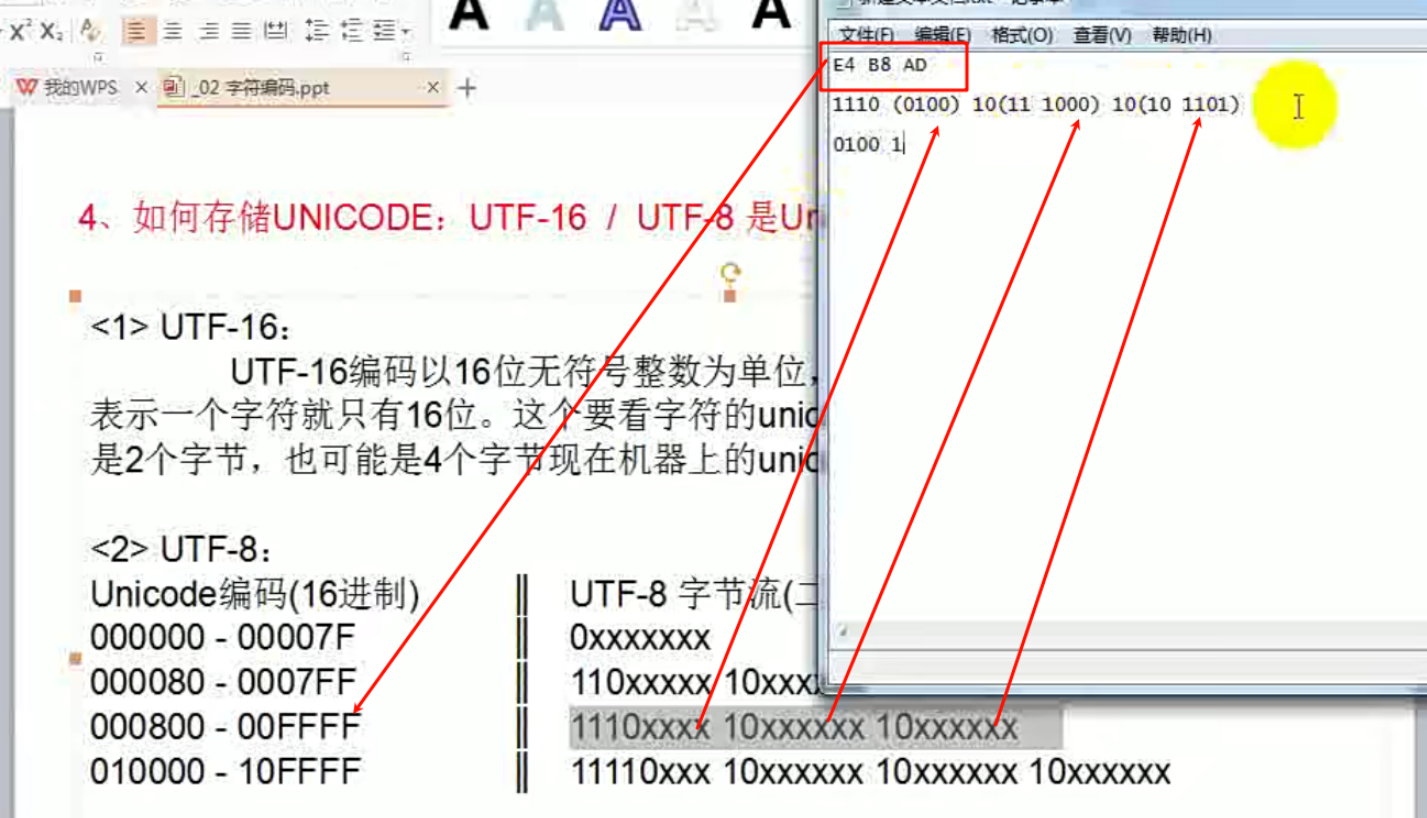 我的WPS
_02 字符编码.ppt
文件(F) 编辑(E) 格式(O) 查看(V) 帮助(H)
E4 B8 AD
1110 (0100) 10(11 1000) 10(10 1101)
0100 1
4、如何存储UNICODE：UTF-16 / UTF-8 是Un
<1> UTF-16：
UTF-16编码以16位无符号整数为单位，
表示一个字符就只有16位。这个要看字符的unic
是2个字节，也可能是4个字节现在机器上的unic
<2> UTF-8：
Unicode编码(16进制) ‖ UTF-8 字节流(二
000000 - 00007F ‖ 0xxxxxxx
000080 - 0007FF ‖ 110xxxxx 10xxxx
000800 - 00FFFF ‖ 1110xxxx 10xxxxxx 10xxxxxx
010000 - 10FFFF ‖ 11110xxx 10xxxxxx 10xxxxxx 10xxxxxx